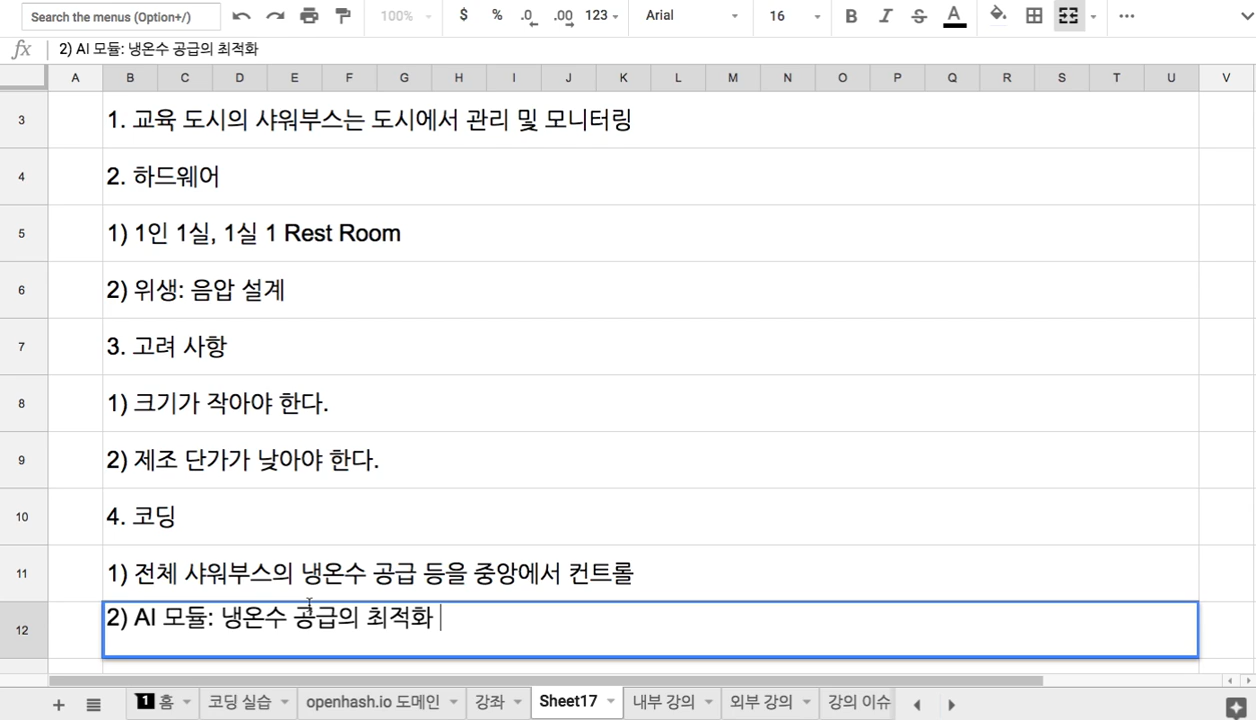 Search the menus (Option+/) 100% $ % .0 .00 123 Arial 16 B I S A
fx 2) AI 모듈: 냉온수 공급의 최적화
A B C D E F G H I J K L M N O P Q R S T U V
3 1. 교육 도시의 샤워부스는 도시에서 관리 및 모니터링
4 2. 하드웨어
5 1) 1인 1실, 1실 1 Rest Room
6 2) 위생: 음압 설계
7 3. 고려 사항
8 1) 크기가 작아야 한다.
9 2) 제조 단가가 낮아야 한다.
10 4. 코딩
11 1) 전체 샤워부스의 냉온수 공급 등을 중앙에서 컨트롤
12 2) AI 모듈: 냉온수 공급의 최적화
1 홈 코딩 실습 openhash.io 도메인 강좌 Sheet17 내부 강의 외부 강의 강의 이슈